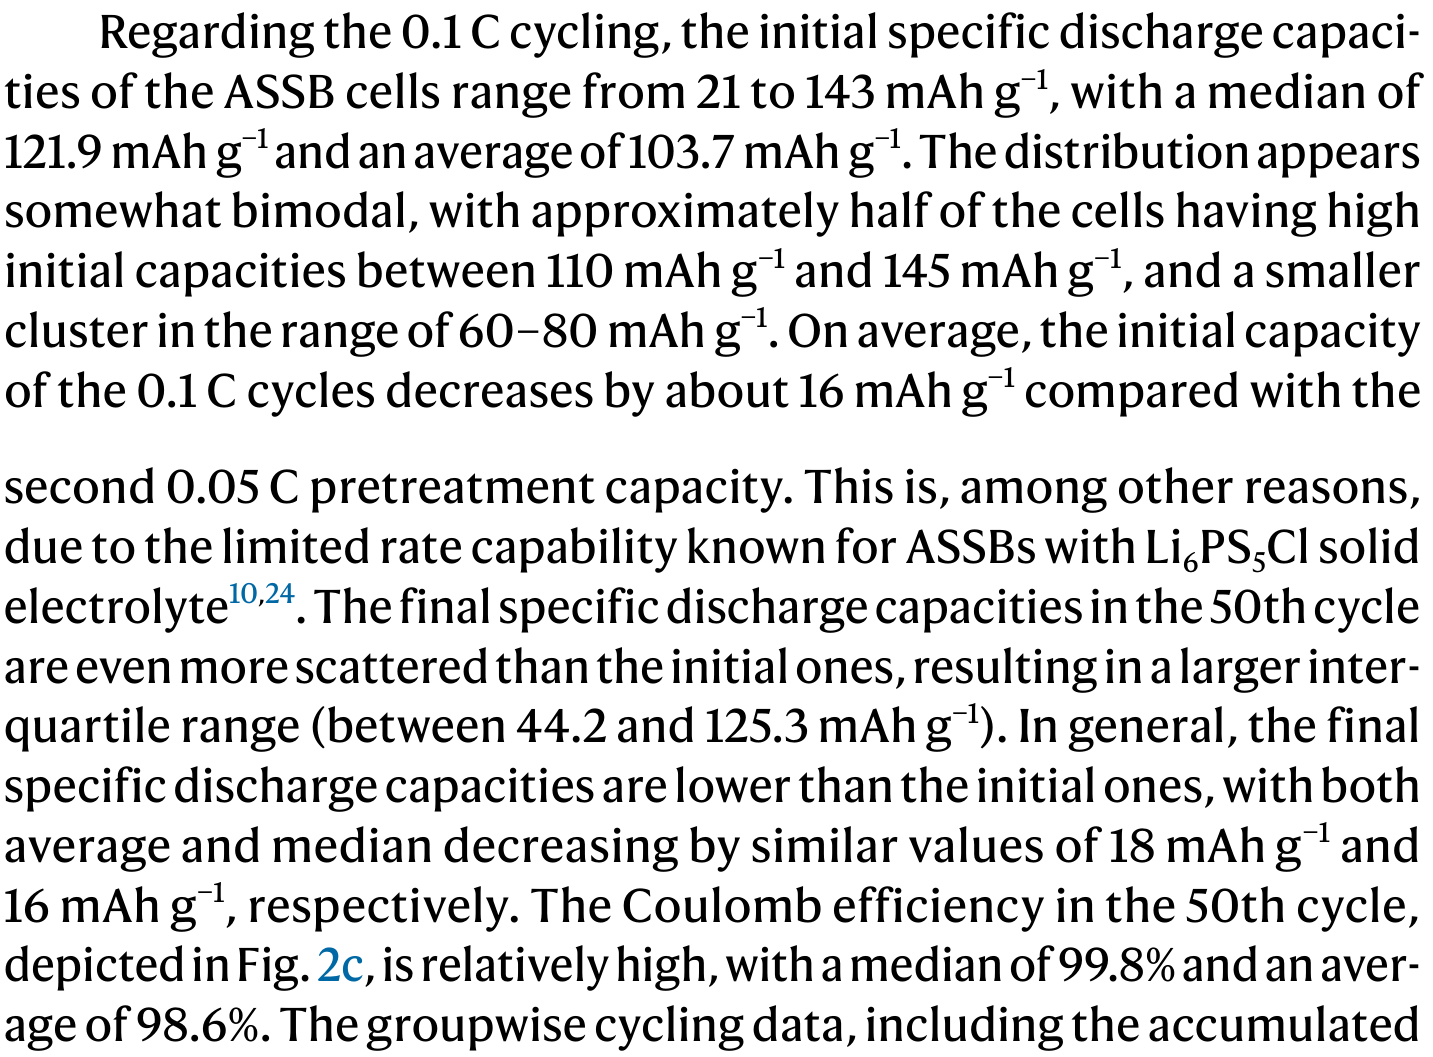 Regarding the 0.1 C cycling, the initial specific discharge capaci-
ties of the ASSB cells range from 21 to 143 mAh g⁻¹, with a median of
121.9 mAh g⁻¹ and an average of 103.7 mAh g⁻¹. The distribution appears
somewhat bimodal, with approximately half of the cells having high
initial capacities between 110 mAh g⁻¹ and 145 mAh g⁻¹, and a smaller
cluster in the range of 60–80 mAh g⁻¹. On average, the initial capacity
of the 0.1 C cycles decreases by about 16 mAh g⁻¹ compared with the
second 0.05 C pretreatment capacity. This is, among other reasons,
due to the limited rate capability known for ASSBs with Li₆PS₅Cl solid
electrolyte¹⁰,²⁴. The final specific discharge capacities in the 50th cycle
are even more scattered than the initial ones, resulting in a larger inter-
quartile range (between 44.2 and 125.3 mAh g⁻¹). In general, the final
specific discharge capacities are lower than the initial ones, with both
average and median decreasing by similar values of 18 mAh g⁻¹ and
16 mAh g⁻¹, respectively. The Coulomb efficiency in the 50th cycle,
depicted in Fig. 2c, is relatively high, with a median of 99.8% and an aver-
age of 98.6%. The groupwise cycling data, including the accumulated